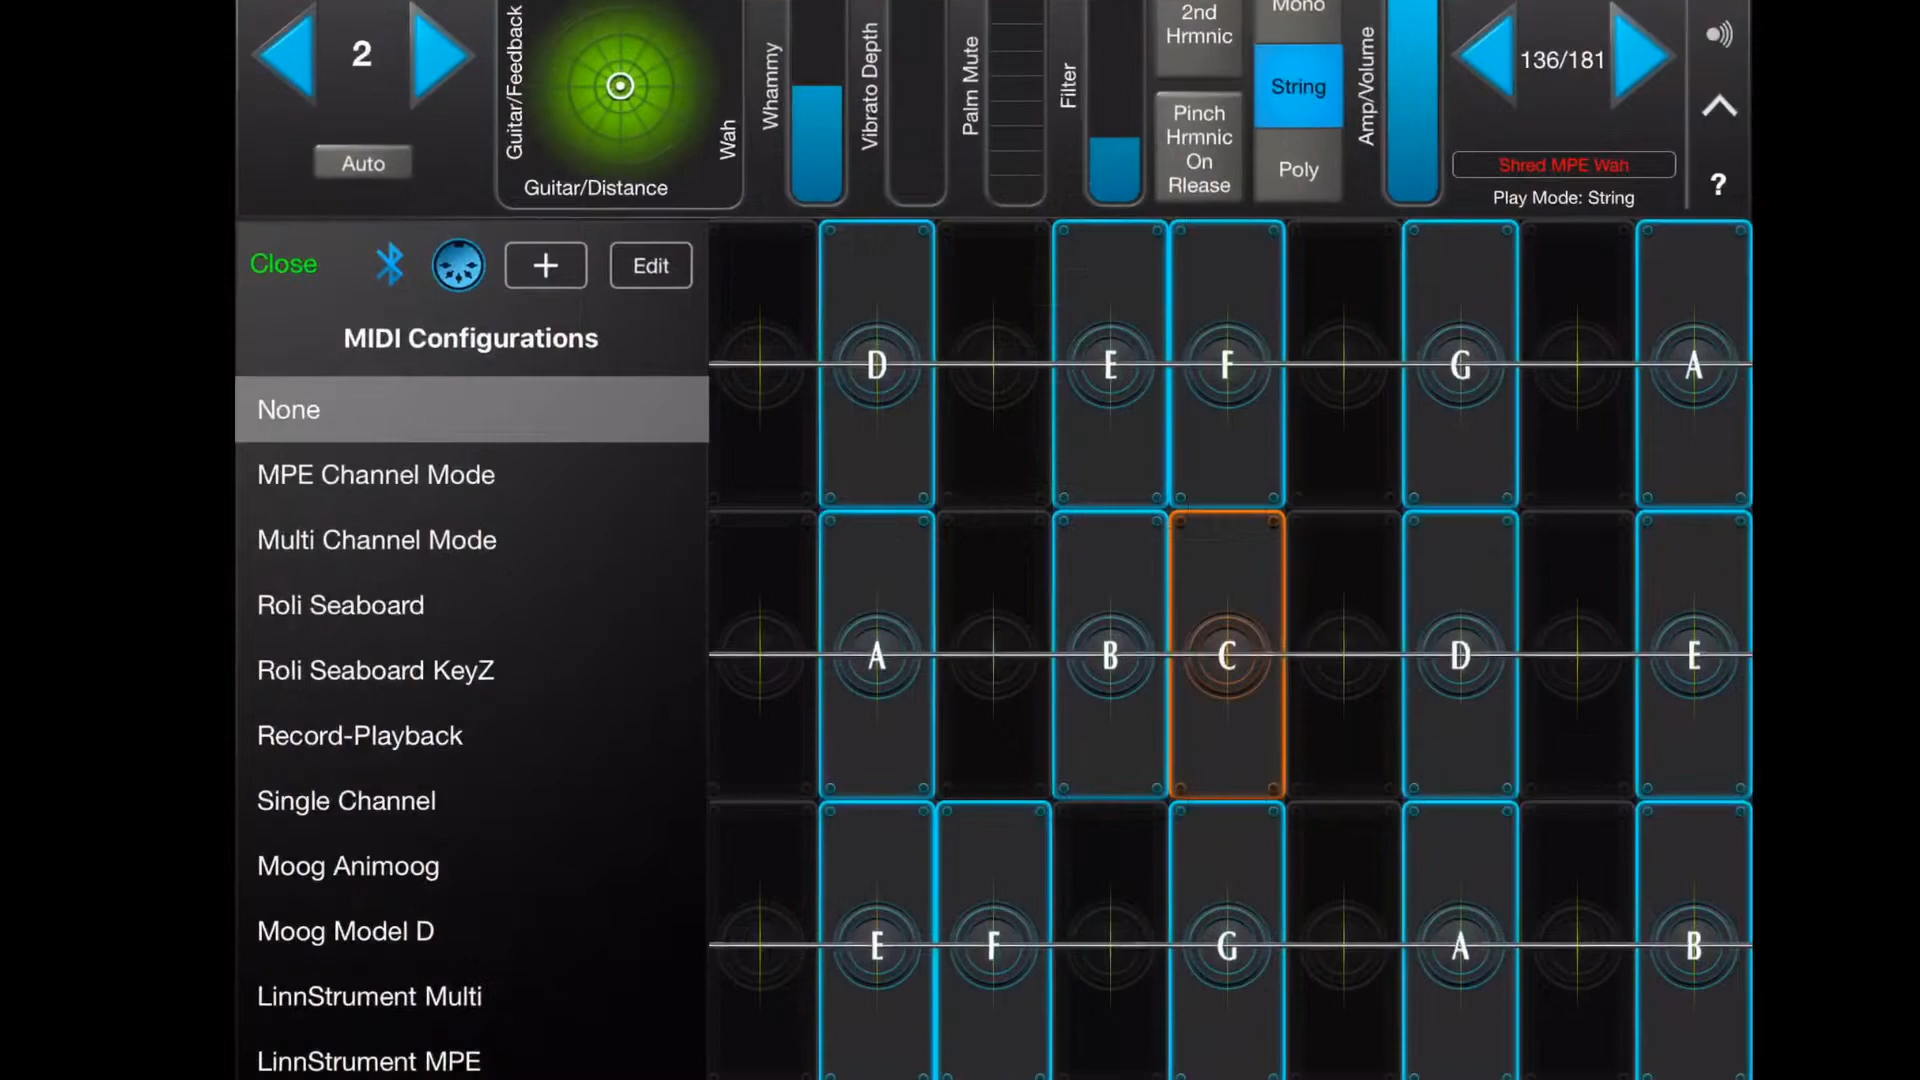 2
Auto
Guitar/Feedback
Wah
Guitar/Distance
Whammy
Vibrato Depth
Palm Mute
Filter
2nd
Hrmnic
Pinch
Hrmnic
On
Rlease
Mono
String
Poly
Amp/Volume
136/181
Shred MPE Wah
Play Mode: String
?
Close
+
Edit
MIDI Configurations
None
MPE Channel Mode
Multi Channel Mode
Roli Seaboard
Roli Seaboard KeyZ
Record-Playback
Single Channel
Moog Animoog
Moog Model D
LinnStrument Multi
LinnStrument MPE
D E F G A
A B C D E
E F G A B